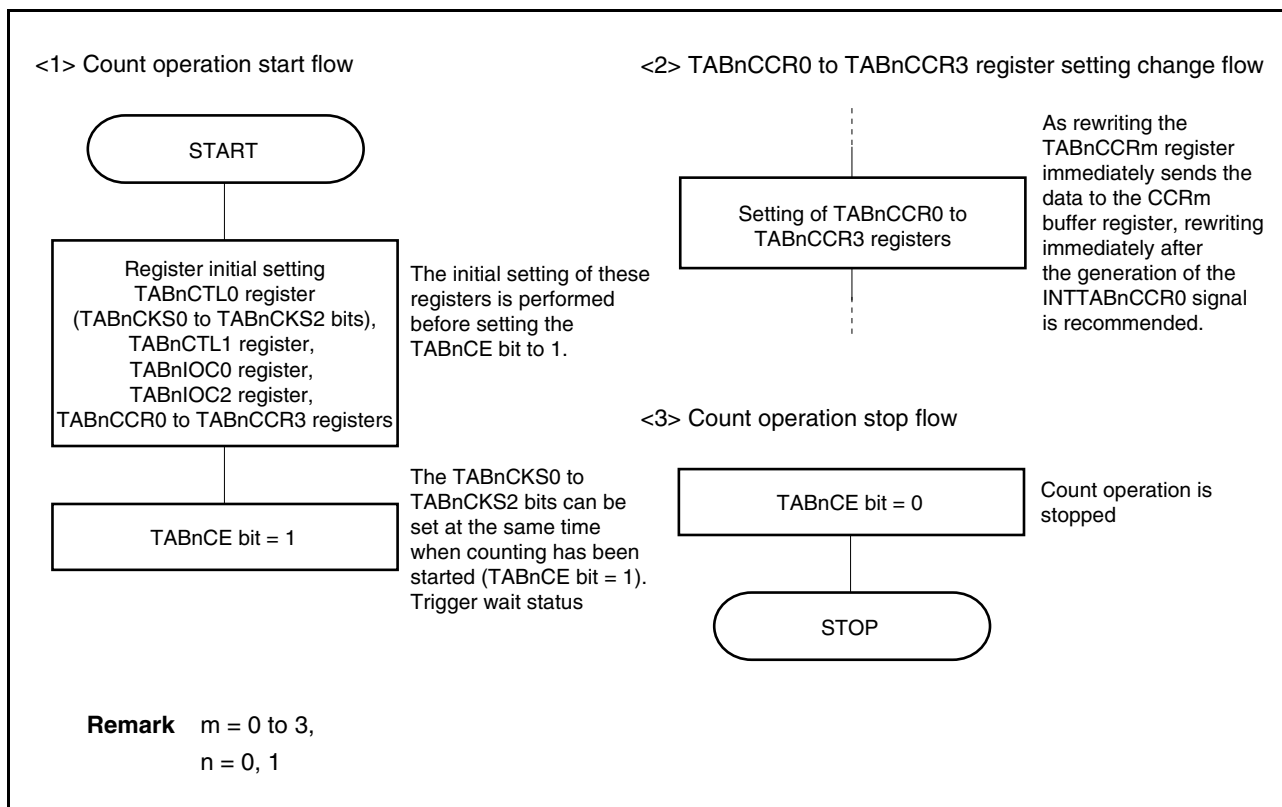 <1> Count operation start flow
START
Register initial setting
TABnCTL0 register
(TABnCKS0 to TABnCKS2 bits),
TABnCTL1 register,
TABnIOC0 register,
TABnIOC2 register,
TABnCCR0 to TABnCCR3 registers
The initial setting of these
registers is performed
before setting the
TABnCE bit to 1.
TABnCE bit = 1
The TABnCKS0 to
TABnCKS2 bits can be
set at the same time
when counting has been
started (TABnCE bit = 1).
Trigger wait status
<2> TABnCCR0 to TABnCCR3 register setting change flow
Setting of TABnCCR0 to
TABnCCR3 registers
As rewriting the
TABnCCRm register
immediately sends the
data to the CCRm
buffer register, rewriting
immediately after
the generation of the
INTTABnCCR0 signal
is recommended.
<3> Count operation stop flow
TABnCE bit = 0
Count operation is
stopped
STOP
Remark m = 0 to 3,
n = 0, 1